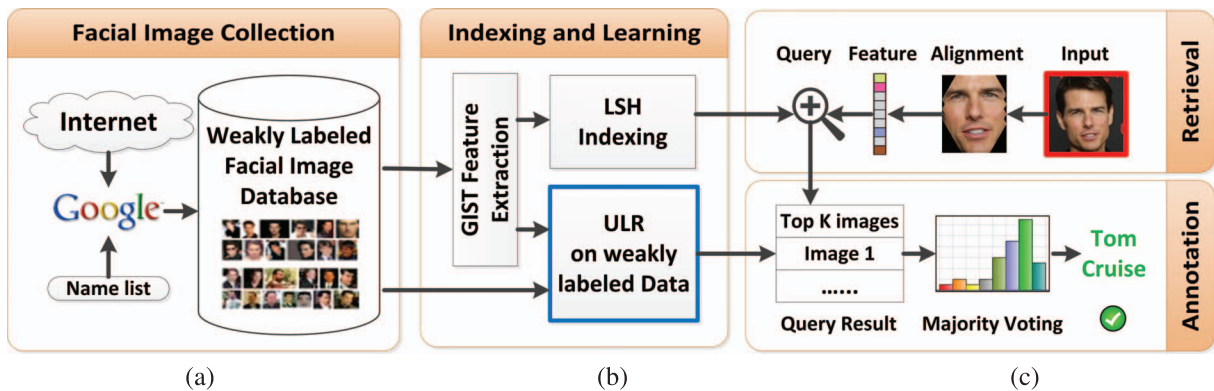 Facial Image Collection
Internet
Google
Name list
Weakly Labeled
Facial Image
Database
Indexing and Learning
GIST Feature
Extraction
LSH
Indexing
ULR
on weakly
labeled Data
Query
Feature
Alignment
Input
Retrieval
Top K images
Image 1
......
Query Result
Majority Voting
Tom
Cruise
Annotation
(a)
(b)
(c)